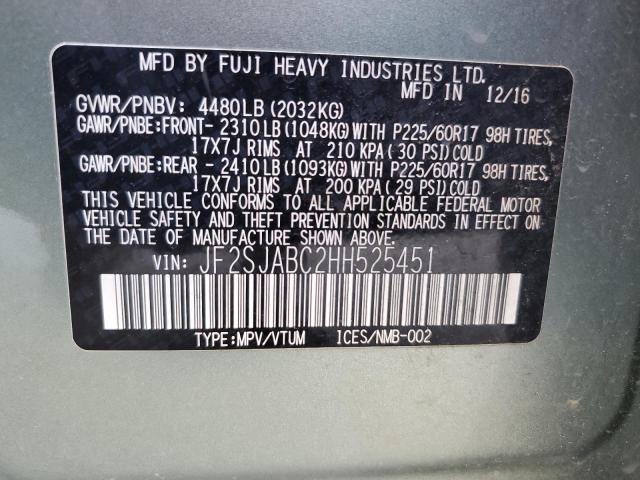 MFD BY FUJI HEAVY INDUSTRIES LTD.
MFD IN 12/16
GVWR/PNBV: 4480LB (2032KG)
GAWR/PNBE:FRONT- 2310LB(1048KG)WITH P225/60R17 98H TIRES,
17X7J RIMS AT 210 KPA (30 PSI)COLD
GAWR/PNBE:REAR - 2410LB(1093KG)WITH P225/60R17 98H TIRES,
17X7J RIMS AT 200 KPA (29 PSI)COLD
THIS VEHICLE CONFORMS TO ALL APPLICABLE FEDERAL MOTOR
VEHICLE SAFETY AND THEFT PREVENTION STANDARDS IN EFFECT ON
THE DATE OF MANUFACTURE SHOWN ABOVE.
VIN: JF2SJABC2HH525451
TYPE:MPV/VTUM ICES/NMB-002